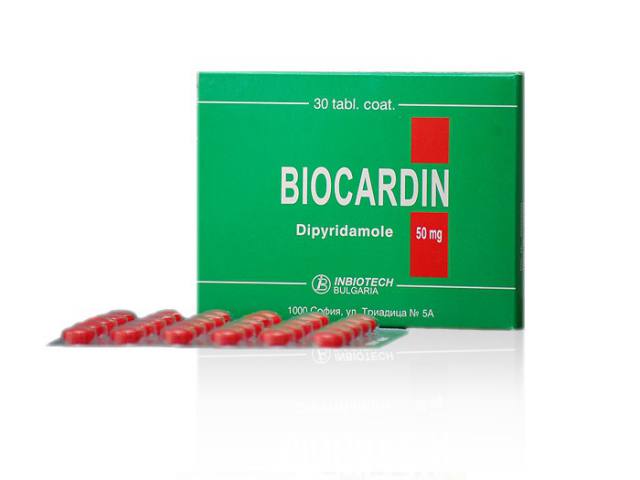 30 tabl. coat.
BIOCARDIN
Dipyridamole 50 mg
INBIOTECH
BULGARIA
1000 София, ул. Триадица № 5А